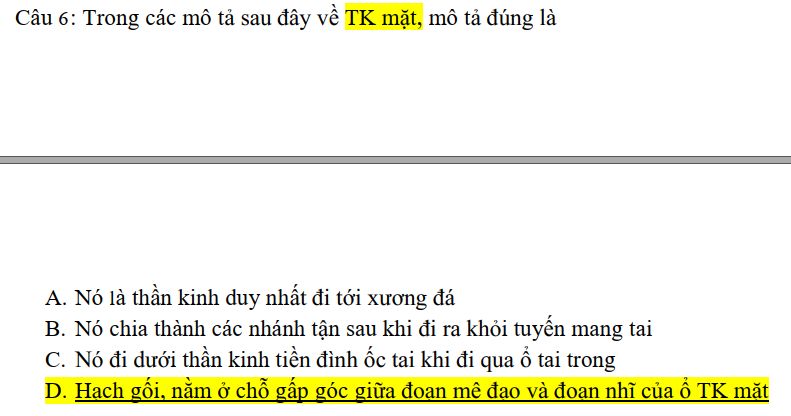 Câu 6: Trong các mô tả sau đây về TK mặt, mô tả đúng là
A. Nó là thần kinh duy nhất đi tới xương đá
B. Nó chia thành các nhánh tận sau khi đi ra khỏi tuyến mang tai
C. Nó đi dưới thần kinh tiền đình ốc tai khi đi qua ổ tai trong
D. Hạch gối, nằm ở chỗ gấp góc giữa đoạn mê đạo và đoạn nhĩ của ổ TK mặt